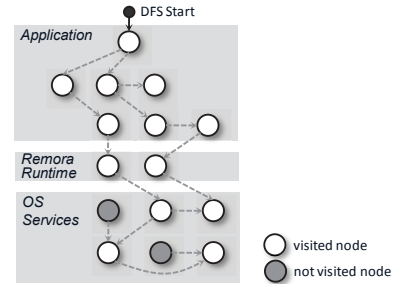 DFS Start
Application
Remora
Runtime
OS
Services
visited node
not visited node